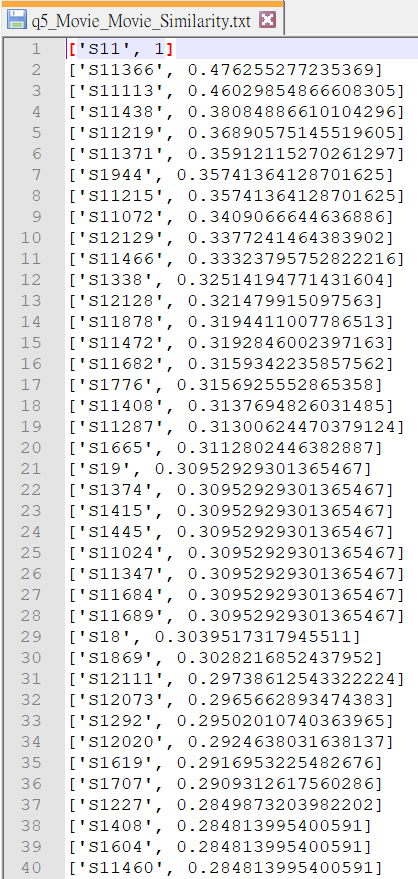 q5_Movie_Movie_Similarity.txt
1 ['S11', 1]
2 ['S11366', 0.476255277235369]
3 ['S11113', 0.46029854866608305]
4 ['S11438', 0.38084886610104296]
5 ['S11219', 0.36890575145519605]
6 ['S11371', 0.35912115270261297]
7 ['S1944', 0.35741364128701625]
8 ['S11215', 0.35741364128701625]
9 ['S11072', 0.3409066644636886]
10 ['S12129', 0.3377241464383902]
11 ['S11466', 0.33323795752822216]
12 ['S1338', 0.32514194771431604]
13 ['S12128', 0.321479915097563]
14 ['S11878', 0.3194411007786513]
15 ['S11472', 0.3192846002397163]
16 ['S11682', 0.3159342235857562]
17 ['S1776', 0.3156925552865358]
18 ['S11408', 0.3137694826031485]
19 ['S11287', 0.31300624470379124]
20 ['S1665', 0.3112802446382887]
21 ['S19', 0.30952929301365467]
22 ['S1374', 0.30952929301365467]
23 ['S1415', 0.30952929301365467]
24 ['S1445', 0.30952929301365467]
25 ['S11024', 0.30952929301365467]
26 ['S11347', 0.30952929301365467]
27 ['S11684', 0.30952929301365467]
28 ['S11689', 0.30952929301365467]
29 ['S18', 0.3039517317945511]
30 ['S1869', 0.3028216852437952]
31 ['S12111', 0.29738612543322224]
32 ['S12073', 0.2965662893474383]
33 ['S1292', 0.29502010740363965]
34 ['S12020', 0.2924638031638137]
35 ['S1619', 0.2916953225482676]
36 ['S1707', 0.2909312617560286]
37 ['S1227', 0.2849873203982202]
38 ['S1408', 0.284813995400591]
39 ['S1604', 0.284813995400591]
40 ['S11460', 0.284813995400591]